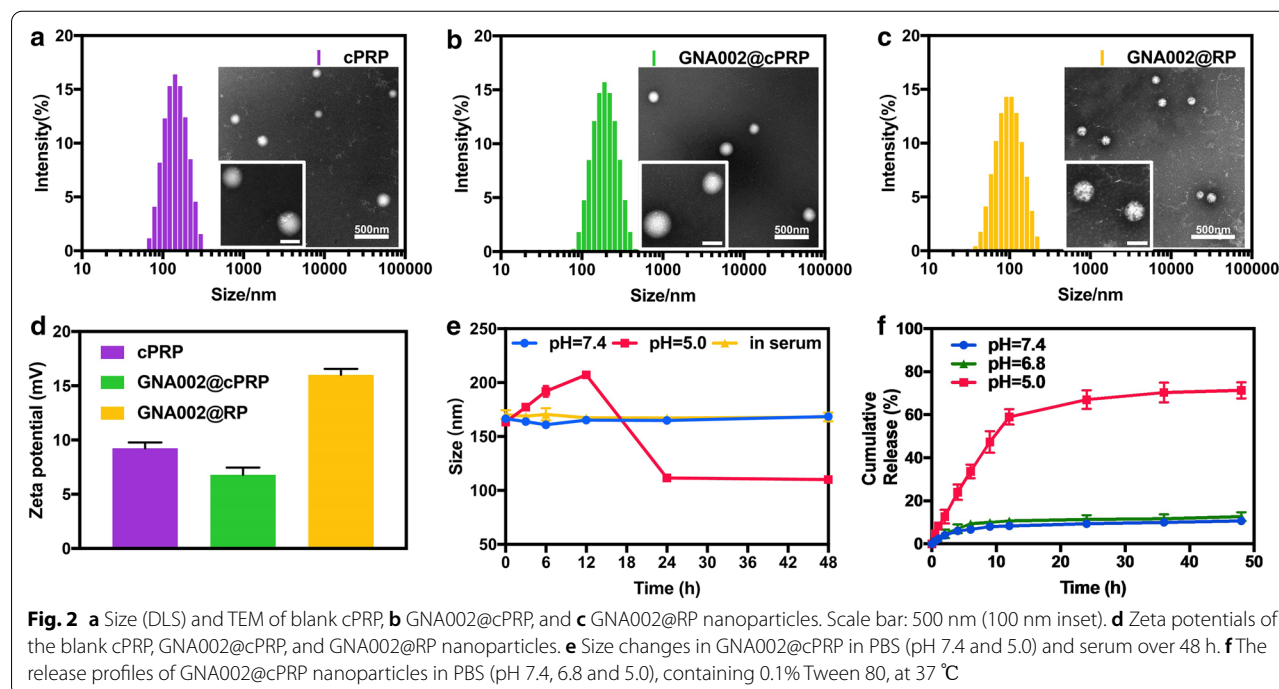 a
cPRP
20
15
10
5
0
Intensity(%)
500nm
10 100 1000 10000 100000
Size/nm
b
GNA002@cPRP
20
15
10
5
0
Intensity(%)
500nm
10 100 1000 10000 100000
Size/nm
c
GNA002@RP
20
15
10
5
0
Intensity(%)
500nm
10 100 1000 10000 100000
Size/nm
d
20
15
10
5
0
Zeta potential (mV)
cPRP
GNA002@cPRP
GNA002@RP
e
250
200
150
100
50
Size (nm)
pH=7.4 pH=5.0 in serum
0 6 12 18 24 30 36 42 48
Time (h)
f
100
80
60
40
20
0
Cumulative
Release (%)
pH=7.4
pH=6.8
pH=5.0
0 10 20 30 40 50
Time (h)
Fig. 2 a Size (DLS) and TEM of blank cPRP, b GNA002@cPRP, and c GNA002@RP nanoparticles. Scale bar: 500 nm (100 nm inset). d Zeta potentials of
the blank cPRP, GNA002@cPRP, and GNA002@RP nanoparticles. e Size changes in GNA002@cPRP in PBS (pH 7.4 and 5.0) and serum over 48 h. f The
release profiles of GNA002@cPRP nanoparticles in PBS (pH 7.4, 6.8 and 5.0), containing 0.1% Tween 80, at 37 °C